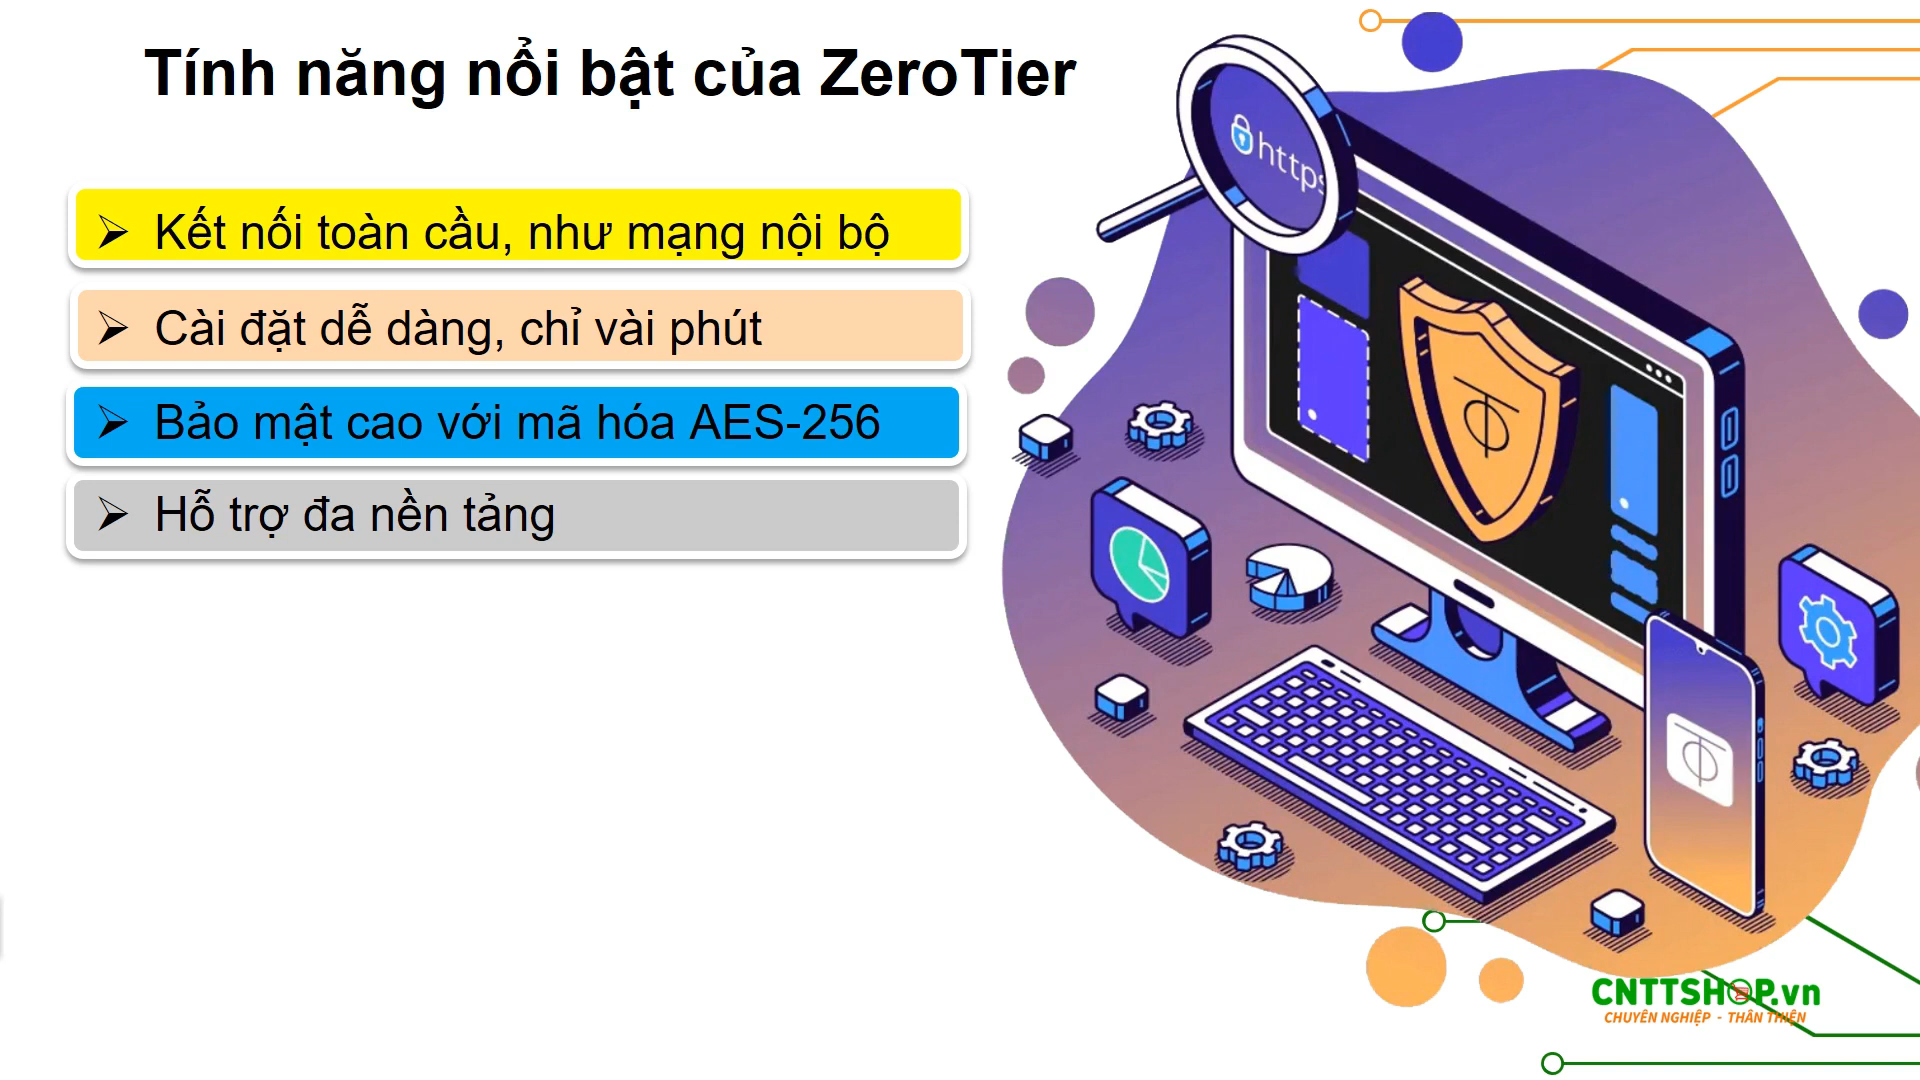 Tính năng nổi bật của ZeroTier
Kết nối toàn cầu, như mạng nội bộ
Cài đặt dễ dàng, chỉ vài phút
Bảo mật cao với mã hóa AES-256
Hỗ trợ đa nền tảng
https
CNTTSHOP.vn
CHUYÊN NGHIỆP - THÂN THIỆN